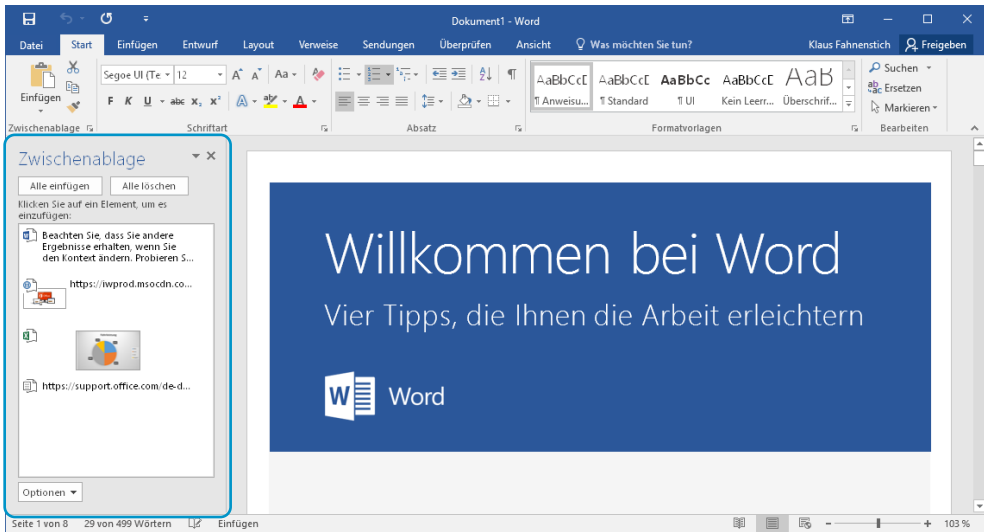 Dokument1 - Word
Datei Start Einfügen Entwurf Layout Verweise Sendungen Überprüfen Ansicht Was möchten Sie tun? Klaus Fahnenstich Freigeben
Einfügen
Segoe UI (Te 12 A A Aa
F K U abc X₂ X² A aby A
AaBbCcI AaBbCcI AaBbCc AaBbCcI AaB
¶ Anweisu... ¶ Standard ¶ UI Kein Leerr... Überschrif...
Suchen
Ersetzen
Markieren
Zwischenablage Schriftart Absatz Formatvorlagen Bearbeiten
Zwischenablage
Alle einfügen Alle löschen
Klicken Sie auf ein Element, um es
einzufügen:
Beachten Sie, dass Sie andere
Ergebnisse erhalten, wenn Sie
den Kontext ändern. Probieren S...
https://iwprod.msocdn.co...
https://support.office.com/de-d...
Optionen
Willkommen bei Word
Vier Tipps, die Ihnen die Arbeit erleichtern
W Word
Seite 1 von 8 29 von 499 Wörtern Einfügen 103 %